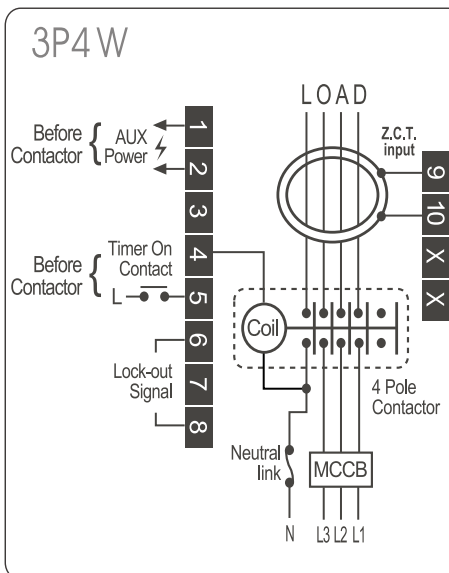 3P4W
LOAD
Before
Contactor
AUX
Power
1
2
3
4
5
6
7
8
Z.C.T.
input
9
10
X
X
Before
Contactor
Timer On
Contact
L
Coil
Lock-out
Signal
4 Pole
Contactor
Neutral
link
MCCB
N L3 L2 L1